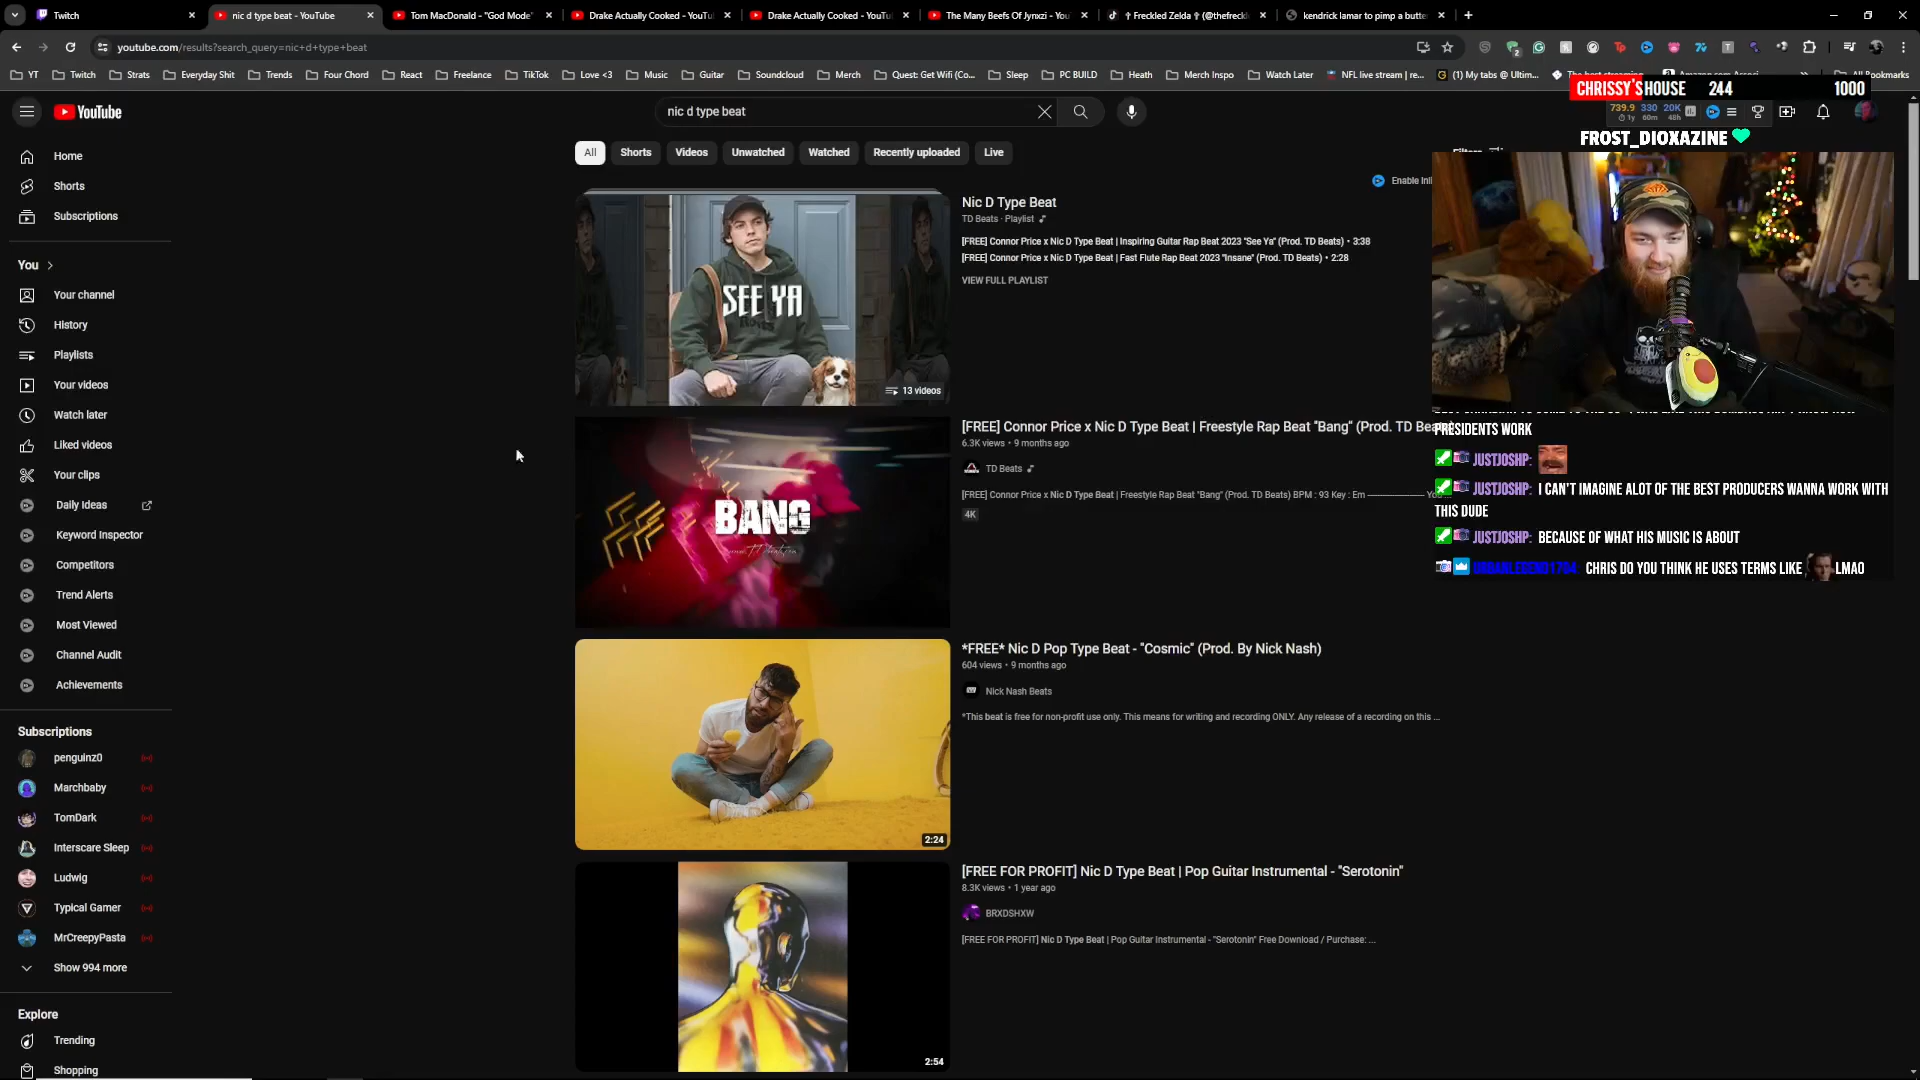 Twitch
nic d type beat - YouTube
Tom MacDonald - "God Mode"
Drake Actually Cooked - YouTu
Drake Actually Cooked - YouTu
The Many Beefs Of Jynxzi - You
✞ Freckled Zelda ✞ (@thefreckl
kendrick lamar to pimp a butte
youtube.com/results?search_query=nic+d+type+beat
YT
Twitch
Strats
Everyday Shit
Trends
Four Chord
React
Freelance
TikTok
Love <3
Music
Guitar
Soundcloud
Merch
Quest: Get Wifi (Co...
Sleep
PC BUILD
Heath
Merch Inspo
Watch Later
NFL live stream | re...
(1) My tabs @ Ultim...
All Bookmarks
CHRISSY'SHOUSE 244 1000
YouTube
nic d type beat
739.9 330 20K
1y 60m 48h
FROST_DIOXAZINE
All
Shorts
Videos
Unwatched
Watched
Recently uploaded
Live
Enable Inli
Home
Shorts
Subscriptions
You
Your channel
History
Playlists
Your videos
Watch later
Liked videos
Your clips
Daily Ideas
Keyword Inspector
Competitors
Trend Alerts
Most Viewed
Channel Audit
Achievements
Subscriptions
penguinz0
Marchbaby
TomDark
Interscare Sleep
Ludwig
Typical Gamer
MrCreepyPasta
Show 994 more
Explore
Trending
Shopping
SEE YA
13 videos
Nic D Type Beat
TD Beats · Playlist
[FREE] Connor Price x Nic D Type Beat | Inspiring Guitar Rap Beat 2023 "See Ya" (Prod. TD Beats) • 3:38
[FREE] Connor Price x Nic D Type Beat | Fast Flute Rap Beat 2023 "Insane" (Prod. TD Beats) • 2:28
VIEW FULL PLAYLIST
BANG
[FREE] Connor Price x Nic D Type Beat | Freestyle Rap Beat "Bang" (Prod. TD Beats)
6.3K views • 9 months ago
TD Beats
[FREE] Connor Price x Nic D Type Beat | Freestyle Rap Beat "Bang" (Prod. TD Beats) BPM : 93 Key : Em
4K
2:24
*FREE* Nic D Pop Type Beat - "Cosmic" (Prod. By Nick Nash)
604 views • 9 months ago
Nick Nash Beats
*This beat is free for non-profit use only. This means for writing and recording ONLY. Any release of a recording on this ...
2:54
[FREE FOR PROFIT] Nic D Type Beat | Pop Guitar Instrumental - "Serotonin"
8.3K views • 1 year ago
BRXDSHXW
[FREE FOR PROFIT] Nic D Type Beat | Pop Guitar Instrumental - "Serotonin" Free Download / Purchase: ...
PRESIDENTS WORK
JUSTJOSHP:
JUSTJOSHP: I CAN'T IMAGINE ALOT OF THE BEST PRODUCERS WANNA WORK WITH
THIS DUDE
JUSTJOSHP: BECAUSE OF WHAT HIS MUSIC IS ABOUT
URBANLEGEND1704: CHRIS DO YOU THINK HE USES TERMS LIKE LMAO